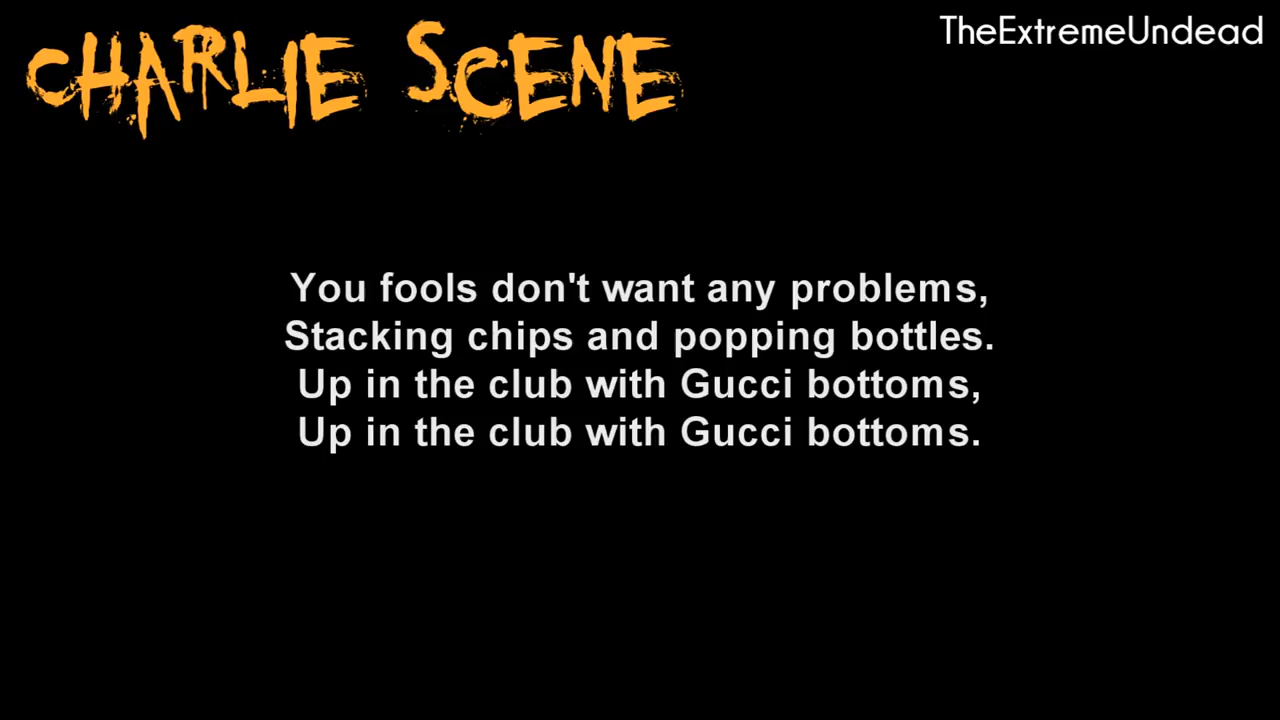 CHARLIE SCENE
TheExtremeUndead
You fools don't want any problems,
Stacking chips and popping bottles.
Up in the club with Gucci bottoms,
Up in the club with Gucci bottoms.